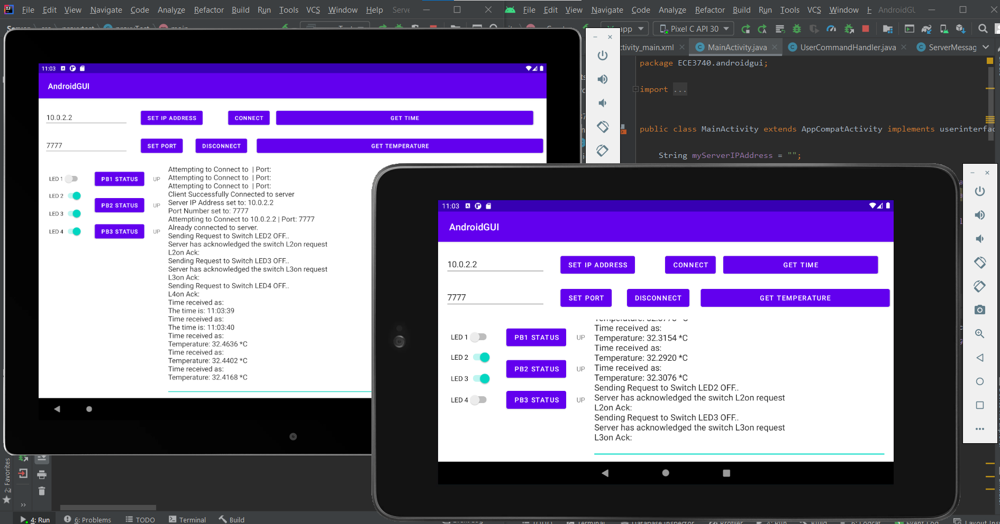 File Edit View Navigate Code Analyze Refactor Build Run Tools VCS Window Help Serve
File Edit View Navigate Code Analyze Refactor Build Run Tools VCS Window H AndroidGU
app Pixel C API 30
ctivity_main.xml MainActivity.java UserCommandHandler.java ServerMessag
package ECE3740.androidgui;
import ...
public class MainActivity extends AppCompatActivity implements userinterfac
String myServerIPAddress = "";
11:03
AndroidGUI
10.0.2.2 SET IP ADDRESS CONNECT GET TIME
7777 SET PORT DISCONNECT GET TEMPERATURE
LED 1 PB1 STATUS UP
LED 2
PB2 STATUS UP
LED 3
LED 4 PB3 STATUS UP
Attempting to Connect to | Port:
Attempting to Connect to | Port:
Attempting to Connect to | Port:
Client Successfully Connected to server
Server IP Address set to: 10.0.2.2
Port Number set to: 7777
Attempting to Connect to 10.0.2.2 | Port: 7777
Already connected to server.
Sending Request to Switch LED2 OFF..
Server has acknowledged the switch L2on request
L2on Ack:
Sending Request to Switch LED3 OFF..
Server has acknowledged the switch L3on request
L3on Ack:
Sending Request to Switch LED4 OFF..
L4on Ack:
Time received as:
The time is: 11:03:39
Time received as:
The time is: 11:03:40
Time received as:
Temperature: 32.4636 *C
Time received as:
Temperature: 32.4402 *C
Time received as:
Temperature: 32.4168 *C
11:03
AndroidGUI
10.0.2.2 SET IP ADDRESS CONNECT GET TIME
7777 SET PORT DISCONNECT GET TEMPERATURE
LED 1 PB1 STATUS UP
LED 2
PB2 STATUS UP
LED 3
LED 4 PB3 STATUS UP
Time received as:
Temperature: 32.3154 *C
Time received as:
Temperature: 32.2920 *C
Time received as:
Temperature: 32.3076 *C
Sending Request to Switch LED2 OFF..
Server has acknowledged the switch L2on request
L2on Ack:
Sending Request to Switch LED3 OFF..
Server has acknowledged the switch L3on request
L3on Ack:
2: Favorites
4: Run 6: Problems TODO Terminal Build